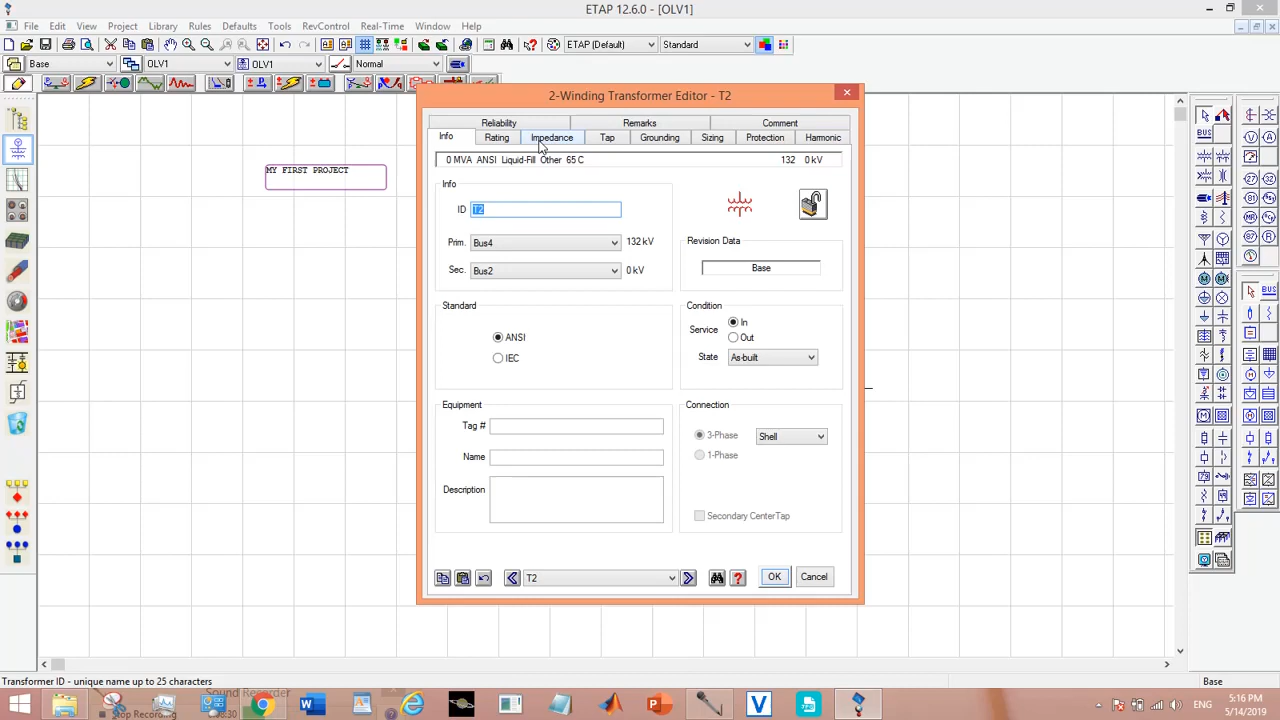 ETAP 12.6.0 - [OLV1]
File Edit View Project Library Rules Defaults Tools RevControl Real-Time Window Help
ETAP (Default) Standard
Base OLV1 OLV1 Normal
MY FIRST PROJECT
2-Winding Transformer Editor - T2
Reliability Remarks Comment
Info Rating Impedance Tap Grounding Sizing Protection Harmonic
0 MVA ANSI Liquid-Fill Other 65 C 132 0 kV
Info
ID T2
Prim. Bus4 132 kV
Sec. Bus2 0 kV
Revision Data
Base
Standard
ANSI
IEC
Condition
Service In
Out
State As-built
Equipment
Tag #
Name
Description
Connection
3-Phase Shell
1-Phase
Secondary CenterTap
T2 OK Cancel
Transformer ID - unique name up to 25 characters Base
Sound Recorder
Stop Recording
ENG
5:16 PM
5/14/2019